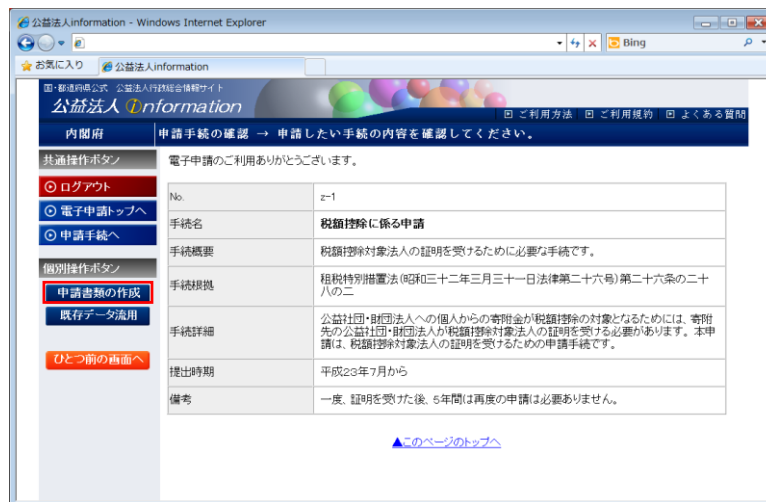 公益法人information - Windows Internet Explorer
Bing
お気に入り
公益法人information
国・都道府県公式 公益法人行政総合情報サイト
公益法人 information
ご利用方法 ご利用規約 よくある質問
内閣府
申請手続の確認 → 申請したい手続の内容を確認してください。
共通操作ボタン
ログアウト
電子申請トップへ
申請手続へ
個別操作ボタン
申請書類の作成
既存データ流用
ひとつ前の画面へ
電子申請のご利用ありがとうございます。
No. z-1
手続名 税額控除に係る申請
手続概要 税額控除対象法人の証明を受けるために必要な手続です。
手続根拠 租税特別措置法(昭和三十二年三月三十一日法律第二十六号)第二十六条の二十
八の二
手続詳細 公益社団・財団法人への個人からの寄附金が税額控除の対象となるためには、寄附
先の公益社団・財団法人が税額控除対象法人の証明を受ける必要があります。本申
請は、税額控除対象法人の証明を受けるための申請手続です。
提出時期 平成23年7月から
備考 一度、証明を受けた後、5年間は再度の申請は必要ありません。
▲このページのトップへ